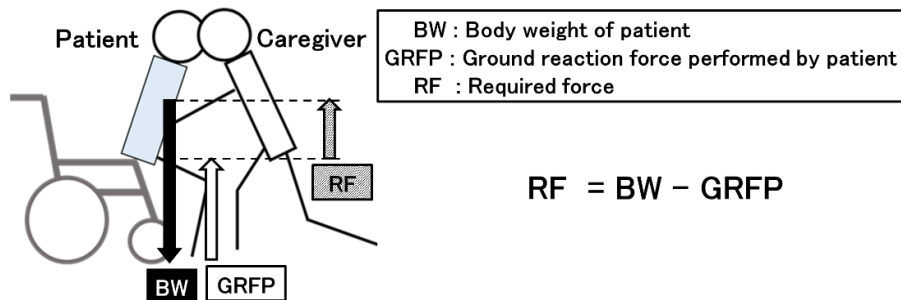 Patient
Caregiver
BW : Body weight of patient
GRFP : Ground reaction force performed by patient
RF : Required force
RF
RF = BW − GRFP
BW
GRFP